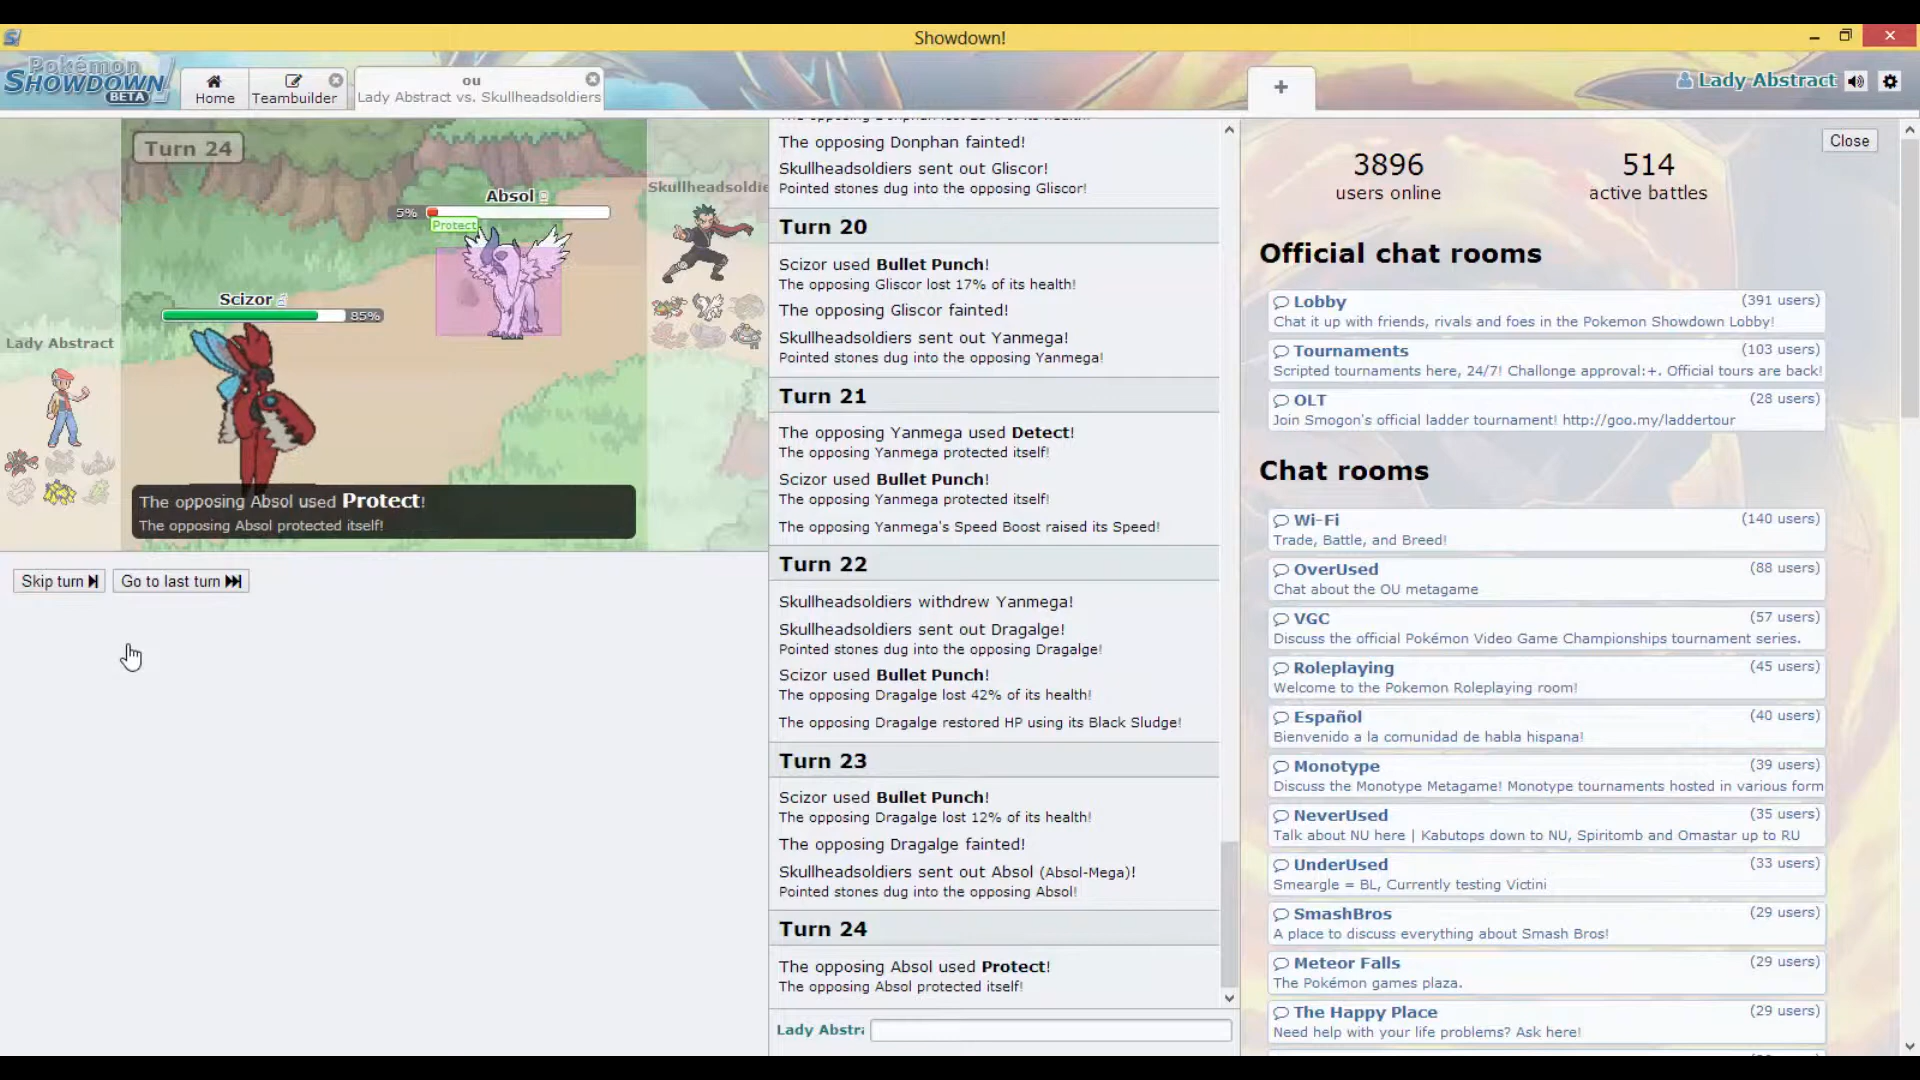 Showdown!
Pokémon
SHOWDOWN
BETA
Home
Teambuilder
ou
Lady Abstract vs. Skullheadsoldiers
+
Lady Abstract
Turn 24
Absol
5%
Protect
Scizor
85%
Lady Abstract
Skullheadsoldie
The opposing Absol used Protect!
The opposing Absol protected itself!
Skip turn
Go to last turn
The opposing Donphan fainted!
Skullheadsoldiers sent out Gliscor!
Pointed stones dug into the opposing Gliscor!
Turn 20
Scizor used Bullet Punch!
The opposing Gliscor lost 17% of its health!
The opposing Gliscor fainted!
Skullheadsoldiers sent out Yanmega!
Pointed stones dug into the opposing Yanmega!
Turn 21
The opposing Yanmega used Detect!
The opposing Yanmega protected itself!
Scizor used Bullet Punch!
The opposing Yanmega protected itself!
The opposing Yanmega's Speed Boost raised its Speed!
Turn 22
Skullheadsoldiers withdrew Yanmega!
Skullheadsoldiers sent out Dragalge!
Pointed stones dug into the opposing Dragalge!
Scizor used Bullet Punch!
The opposing Dragalge lost 42% of its health!
The opposing Dragalge restored HP using its Black Sludge!
Turn 23
Scizor used Bullet Punch!
The opposing Dragalge lost 12% of its health!
The opposing Dragalge fainted!
Skullheadsoldiers sent out Absol (Absol-Mega)!
Pointed stones dug into the opposing Absol!
Turn 24
The opposing Absol used Protect!
The opposing Absol protected itself!
Lady Abstra
Close
3896
users online
514
active battles
Official chat rooms
Lobby (391 users)
Chat it up with friends, rivals and foes in the Pokemon Showdown Lobby!
Tournaments (103 users)
Scripted tournaments here, 24/7! Challonge approval:+. Official tours are back!
OLT (28 users)
Join Smogon's official ladder tournament! http://goo.my/laddertour
Chat rooms
Wi-Fi (140 users)
Trade, Battle, and Breed!
OverUsed (88 users)
Chat about the OU metagame
VGC (57 users)
Discuss the official Pokémon Video Game Championships tournament series.
Roleplaying (45 users)
Welcome to the Pokemon Roleplaying room!
Español (40 users)
Bienvenido a la comunidad de habla hispana!
Monotype (39 users)
Discuss the Monotype Metagame! Monotype tournaments hosted in various form
NeverUsed (35 users)
Talk about NU here | Kabutops down to NU, Spiritomb and Omastar up to RU
UnderUsed (33 users)
Smeargle = BL, Currently testing Victini
SmashBros (29 users)
A place to discuss everything about Smash Bros!
Meteor Falls (29 users)
The Pokémon games plaza.
The Happy Place (29 users)
Need help with your life problems? Ask here!